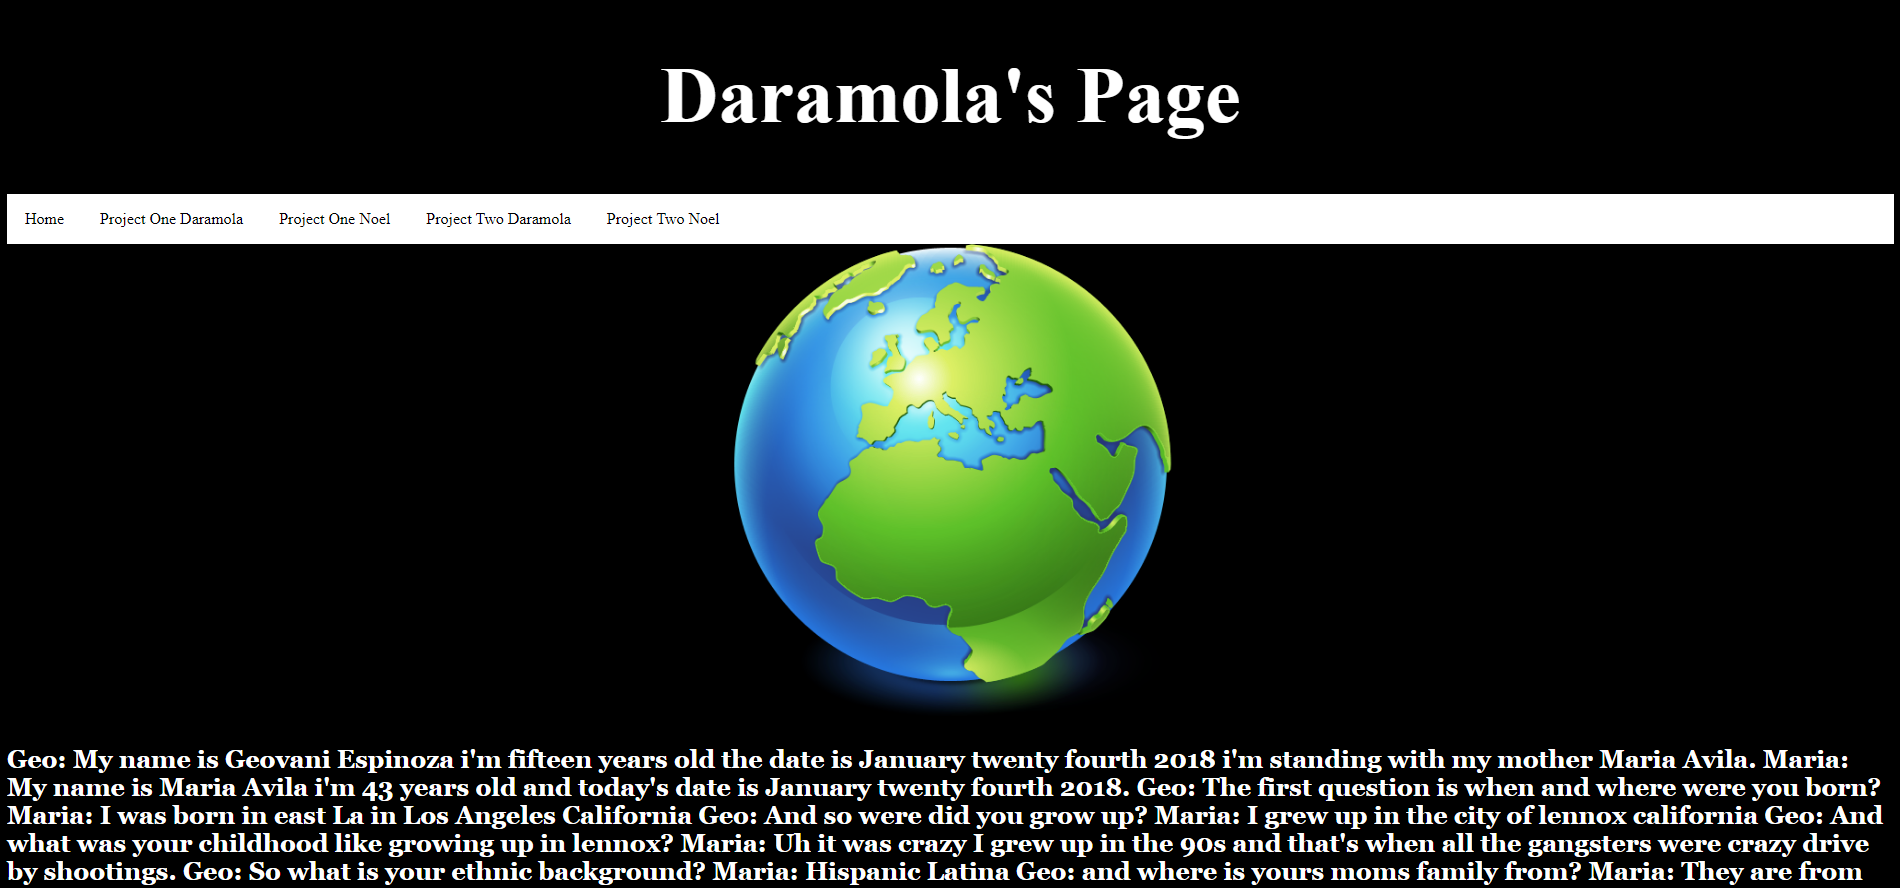 Daramola's Page
Home Project One Daramola Project One Noel Project Two Daramola Project Two Noel
Geo: My name is Geovani Espinoza i'm fifteen years old the date is January twenty fourth 2018 i'm standing with my mother Maria Avila. Maria:
My name is Maria Avila i'm 43 years old and today's date is January twenty fourth 2018. Geo: The first question is when and where were you born?
Maria: I was born in east La in Los Angeles California Geo: And so were did you grow up? Maria: I grew up in the city of lennox california Geo: And
what was your childhood like growing up in lennox? Maria: Uh it was crazy I grew up in the 90s and that's when all the gangsters were crazy drive
by shootings. Geo: So what is your ethnic background? Maria: Hispanic Latina Geo: and where is yours moms family from? Maria: They are from